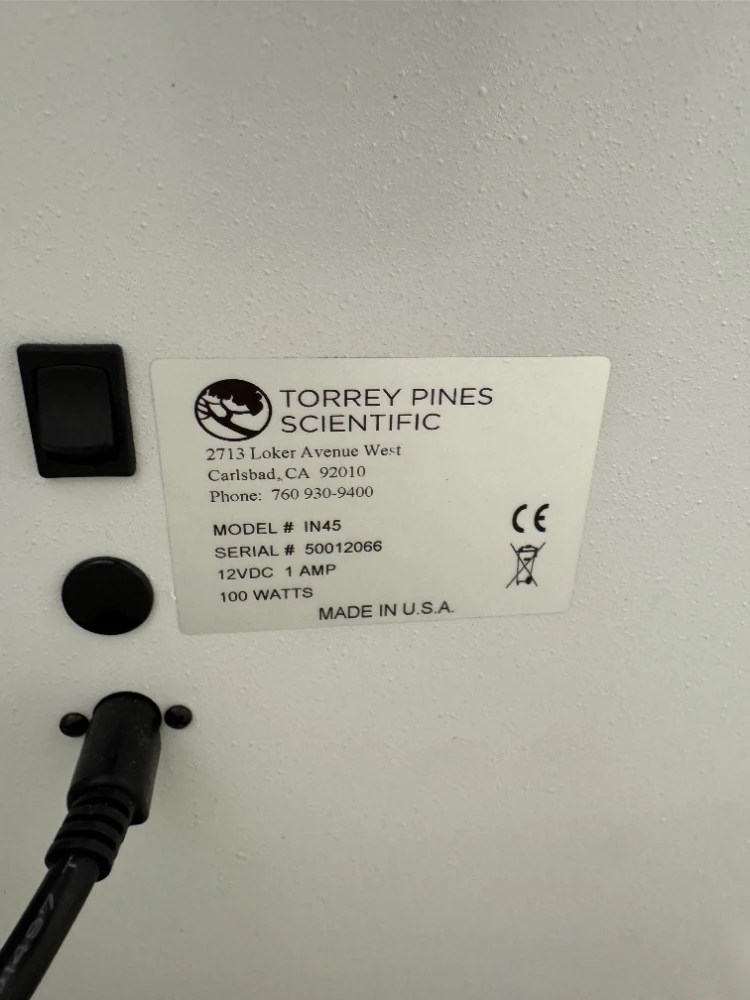 TORREY PINES
SCIENTIFIC
2713 Loker Avenue West
Carlsbad, CA 92010
Phone: 760 930-9400
MODEL # IN45
SERIAL # 50012066
12VDC 1 AMP
100 WATTS
MADE IN U.S.A.
CE